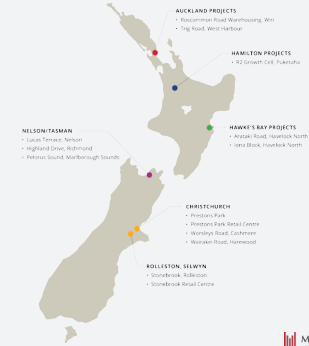 AUCKLAND PROJECTS
• Roscommon Road Warehousing, Wiri
• Trig Road, West Harbour
HAMILTON PROJECTS
• R2 Growth Cell, Pukehahe
HAWKE'S BAY PROJECTS
• Arataki Road, Havelock North
• Iona Block, Havelock North
NELSON/TASMAN
• Lucas Terrace, Nelson
• Highland Drive, Richmond
• Pelorus Sound, Marlborough Sounds
CHRISTCHURCH
• Prestons Park
• Prestons Park Retail Centre
• Worsleys Road, Cashmere
• Wairakei Road, Harewood
ROLLESTON, SELWYN
• Stonebrook, Rolleston
• Stonebrook Retail Centre
M